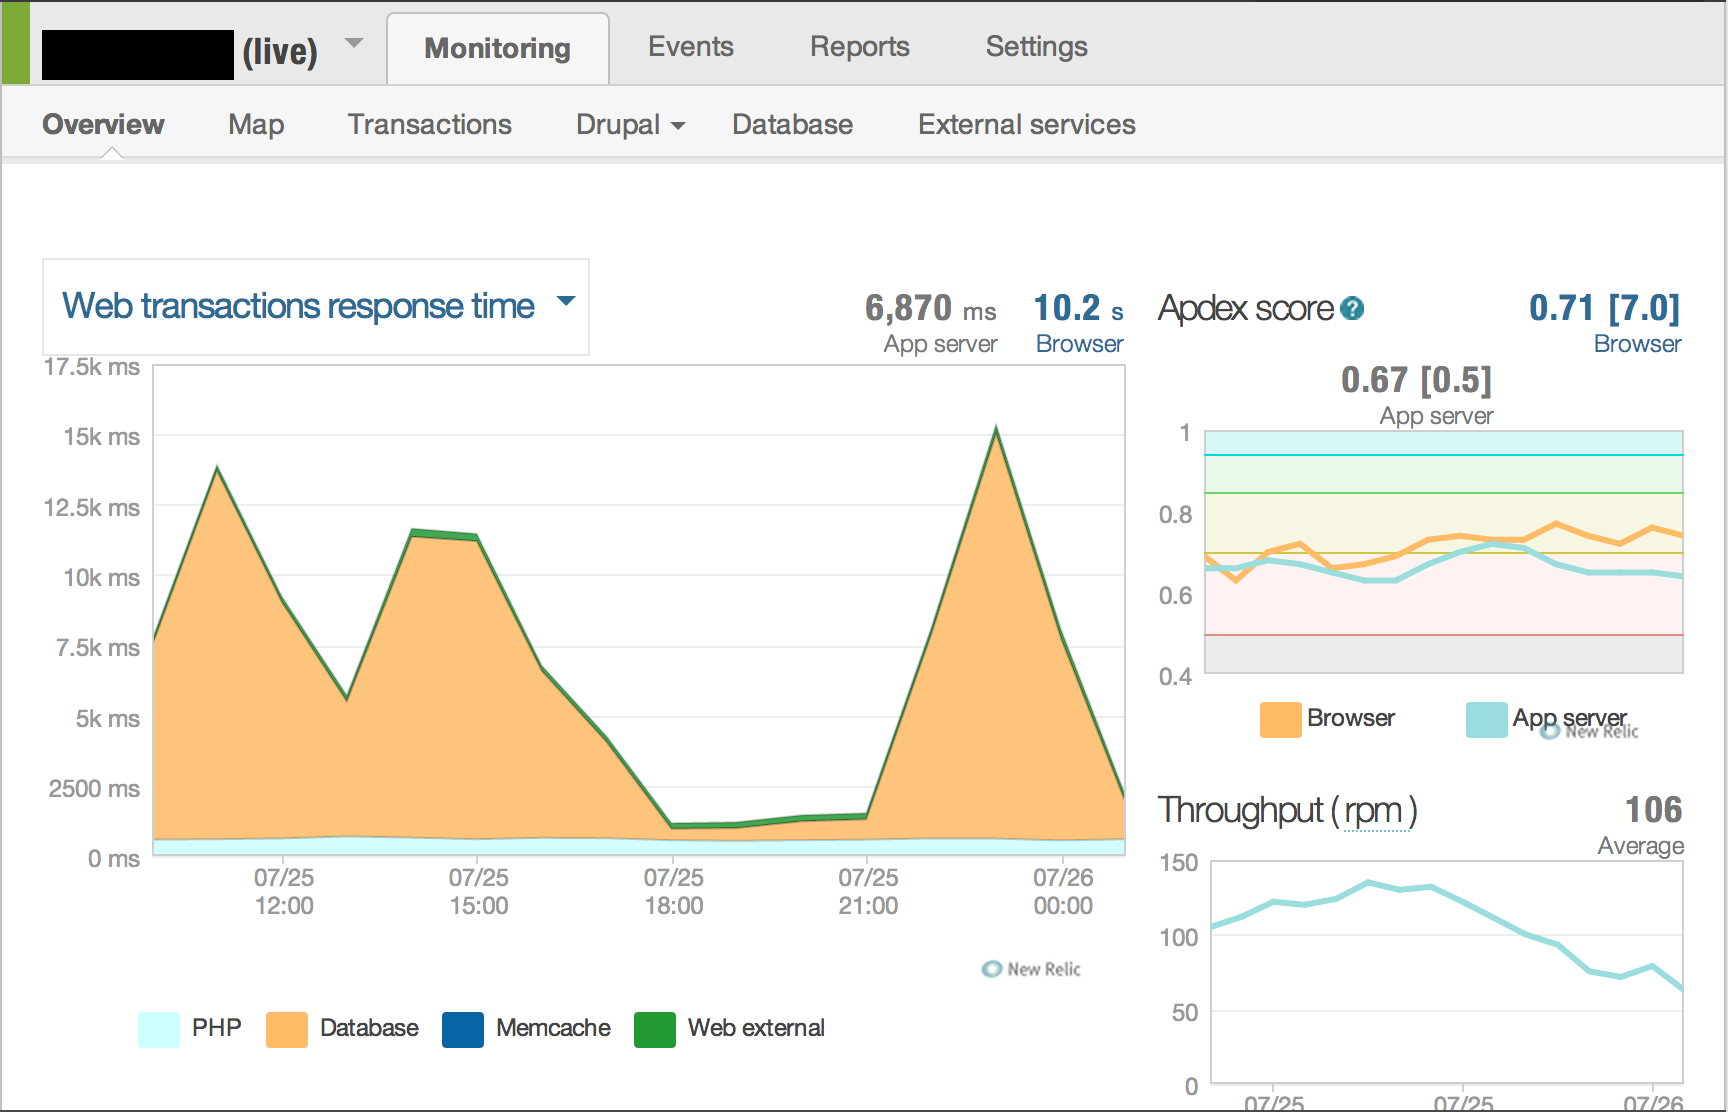 (live)
Monitoring
Events
Reports
Settings
Overview
Map
Transactions
Drupal
Database
External services
Web transactions response time
6,870 ms
App server
10.2 s
Browser
17.5k ms
15k ms
12.5k ms
10k ms
7.5k ms
5k ms
2500 ms
0 ms
07/25
12:00
07/25
15:00
07/25
18:00
07/25
21:00
07/26
00:00
New Relic
PHP
Database
Memcache
Web external
Apdex score ?
0.71 [7.0]
Browser
0.67 [0.5]
App server
1
0.8
0.6
0.4
Browser
App server
New Relic
Throughput (rpm)
106
Average
150
100
50
0
07/25
07/25
07/26